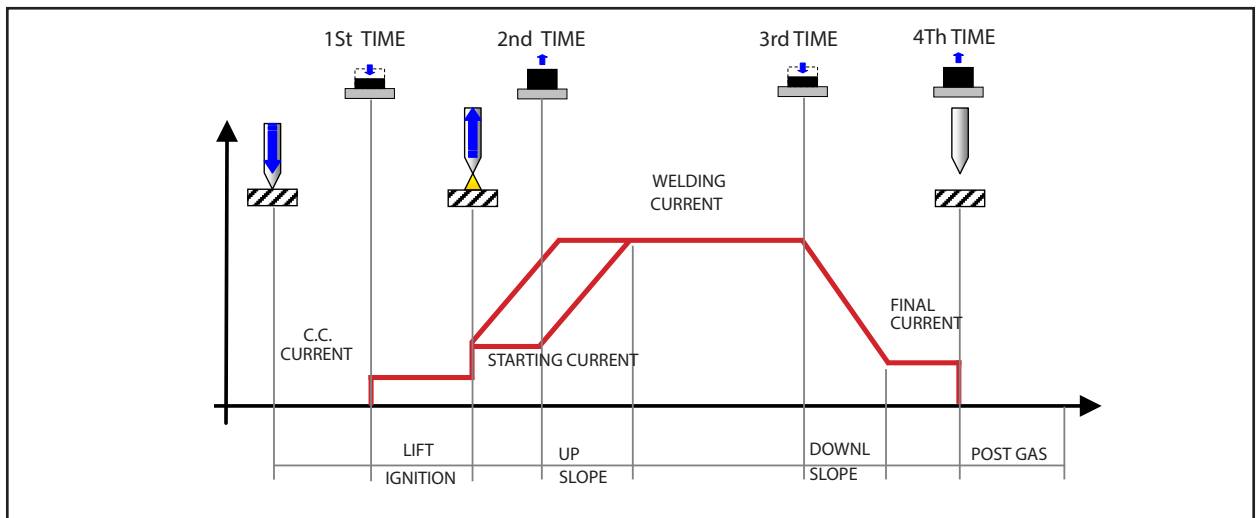 1St TIME
2nd TIME
3rd TIME
4Th TIME
WELDING
CURRENT
C.C.
CURRENT
STARTING CURRENT
FINAL
CURRENT
LIFT
IGNITION
UP
SLOPE
DOWNL
SLOPE
POST GAS